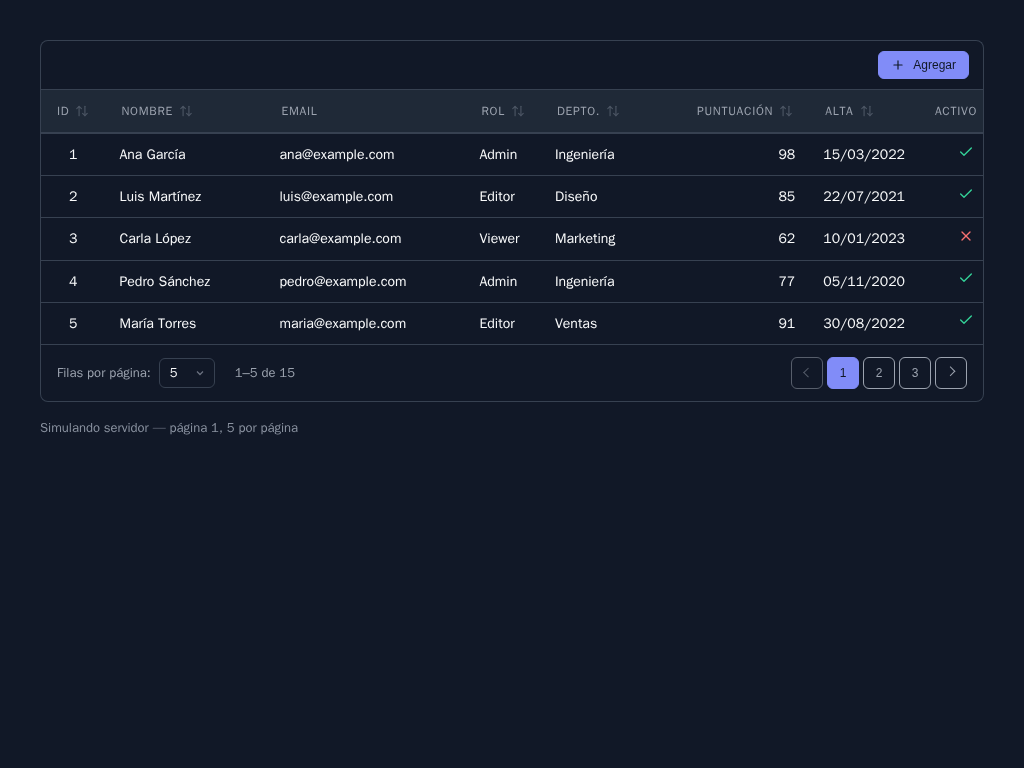 Agregar
ID NOMBRE EMAIL ROL DEPTO. PUNTUACIÓN ALTA ACTIVO
1 Ana García ana@example.com Admin Ingeniería 98 15/03/2022
2 Luis Martínez luis@example.com Editor Diseño 85 22/07/2021
3 Carla López carla@example.com Viewer Marketing 62 10/01/2023
4 Pedro Sánchez pedro@example.com Admin Ingeniería 77 05/11/2020
5 María Torres maria@example.com Editor Ventas 91 30/08/2022
Filas por página: 5 1–5 de 15 1 2 3
Simulando servidor — página 1, 5 por página